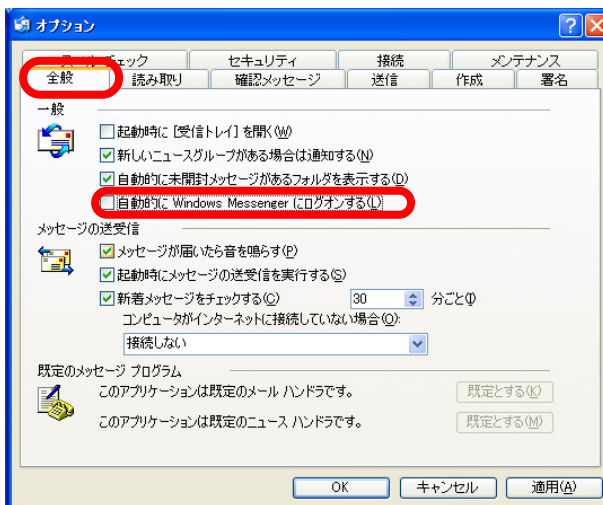 オプション
スペルチェック セキュリティ 接続 メンテナンス
全般 読み取り 確認メッセージ 送信 作成 署名
一般
起動時に [受信トレイ] を開く(W)
新しいニュースグループがある場合は通知する(N)
自動的に未開封メッセージがあるフォルダを表示する(D)
自動的に Windows Messenger にログオンする(L)
メッセージの送受信
メッセージが届いたら音を鳴らす(P)
起動時にメッセージの送受信を実行する(S)
新着メッセージをチェックする(C) 30 分ごと(I)
コンピュータがインターネットに接続していない場合(O):
接続しない
既定のメッセージ プログラム
このアプリケーションは既定のメール ハンドラです。 既定とする(K)
このアプリケーションは既定のニュース ハンドラです。 既定とする(M)
OK キャンセル 適用(A)